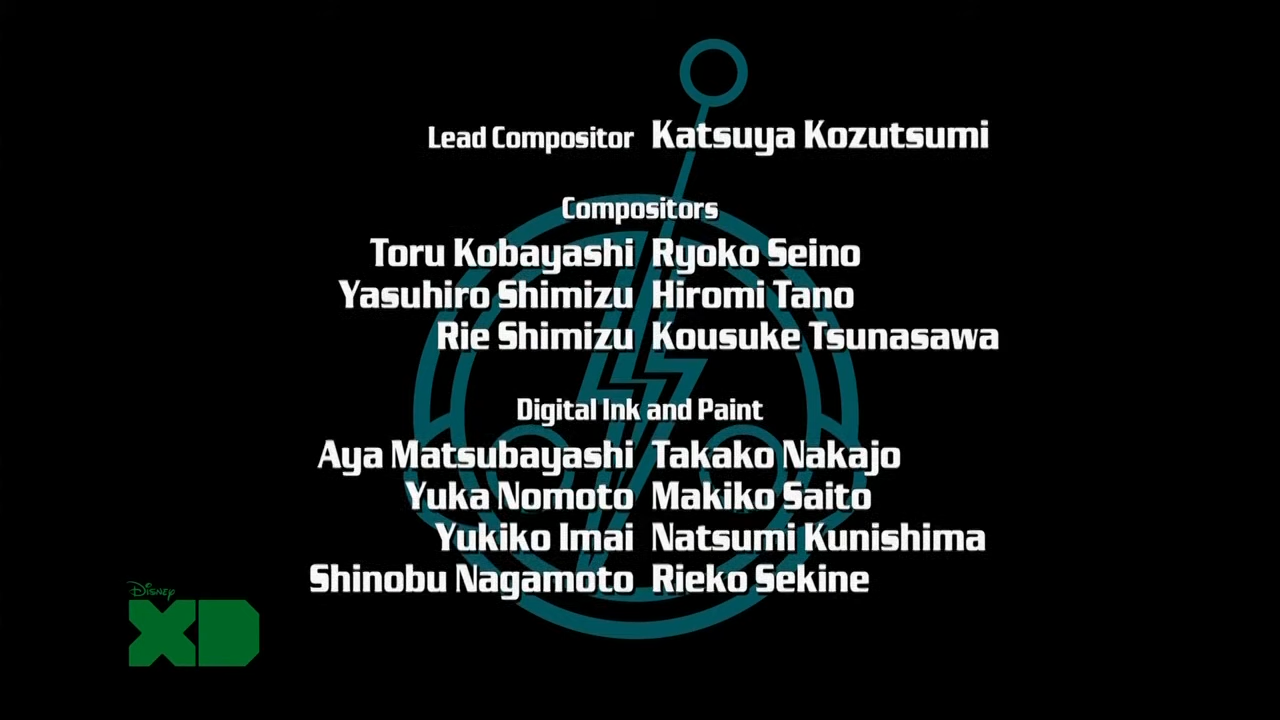 Lead Compositor Katsuya Kozutsumi
Compositors
Toru Kobayashi Ryoko Seino
Yasuhiro Shimizu Hiromi Tano
Rie Shimizu Kousuke Tsunasawa
Digital Ink and Paint
Aya Matsubayashi Takako Nakajo
Yuka Nomoto Makiko Saito
Yukiko Imai Natsumi Kunishima
Shinobu Nagamoto Rieko Sekine
Disney
XD